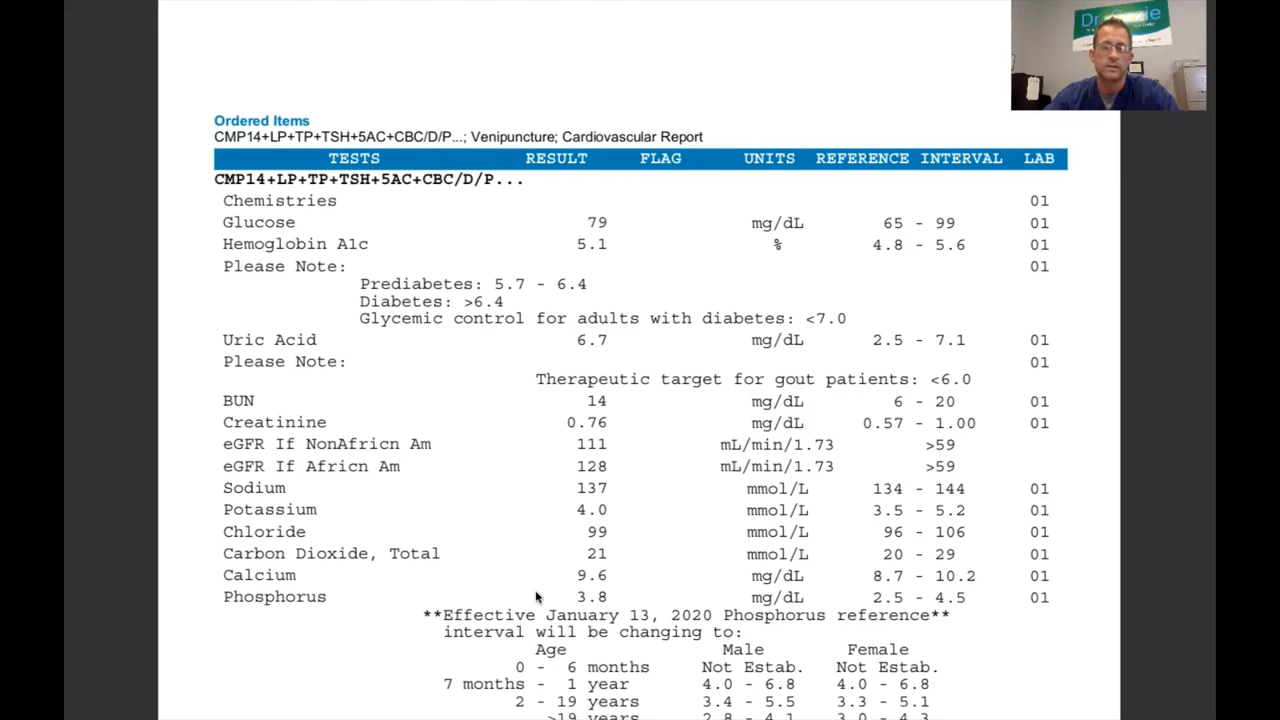 Ordered Items
CMP14+LP+TP+TSH+5AC+CBC/D/P...; Venipuncture; Cardiovascular Report
TESTS RESULT FLAG UNITS REFERENCE INTERVAL LAB
CMP14+LP+TP+TSH+5AC+CBC/D/P...
Chemistries 01
Glucose 79 mg/dL 65 - 99 01
Hemoglobin A1c 5.1 % 4.8 - 5.6 01
Please Note: 01
Prediabetes: 5.7 - 6.4
Diabetes: >6.4
Glycemic control for adults with diabetes: <7.0
Uric Acid 6.7 mg/dL 2.5 - 7.1 01
Please Note: 01
Therapeutic target for gout patients: <6.0
BUN 14 mg/dL 6 - 20 01
Creatinine 0.76 mg/dL 0.57 - 1.00 01
eGFR If NonAfricn Am 111 mL/min/1.73 >59
eGFR If Africn Am 128 mL/min/1.73 >59
Sodium 137 mmol/L 134 - 144 01
Potassium 4.0 mmol/L 3.5 - 5.2 01
Chloride 99 mmol/L 96 - 106 01
Carbon Dioxide, Total 21 mmol/L 20 - 29 01
Calcium 9.6 mg/dL 8.7 - 10.2 01
Phosphorus 3.8 mg/dL 2.5 - 4.5 01
**Effective January 13, 2020 Phosphorus reference**
interval will be changing to:
Age Male Female
0 - 6 months Not Estab. Not Estab.
7 months - 1 year 4.0 - 6.8 4.0 - 6.8
2 - 19 years 3.4 - 5.5 3.3 - 5.1
>19 years 2.8 - 4.1 3.0 - 4.3